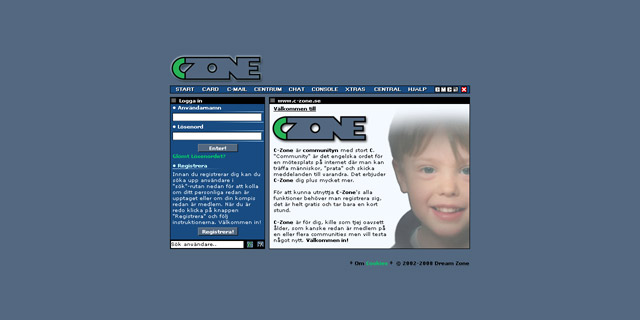 C-ZONE
START CARD C-MAIL CENTRUM CHAT CONSOLE XTRAS CENTRAL HJÄLP
Logga in
Användarnamn
Lösenord
Enter!
Glömt Lösenordet?
Registrera
Innan du registrerar dig kan du
söka upp användare i
"sök"-rutan nedan för att kolla
om ditt personliga redan är
upptaget eller om din kompis
redan är medlem. När du är
redo klicka på knappen
"Registrera" och följ
instruktionerna. Välkommen in!
Registrera!
Sök användare..
www.c-zone.se
Välkommen till
C-ZONE
C-Zone är communityn med stort C.
"Community" är det engelska ordet för
en mötesplats på internet där man kan
träffa människor, "prata" och skicka
meddelanden till varandra. Det erbjuder
C-Zone dig plus mycket mer.
För att kunna utnyttja C-Zone's alla
funktioner behöver man registrera sig,
det är helt gratis och tar bara en kort
stund.
C-Zone är för dig, kille som tjej oavsett
ålder, som kanske redan är medlem på
en eller flera communities men vill testa
något nytt. Välkommen in!
* Om Cookies * © 2002-2008 Dream Zone